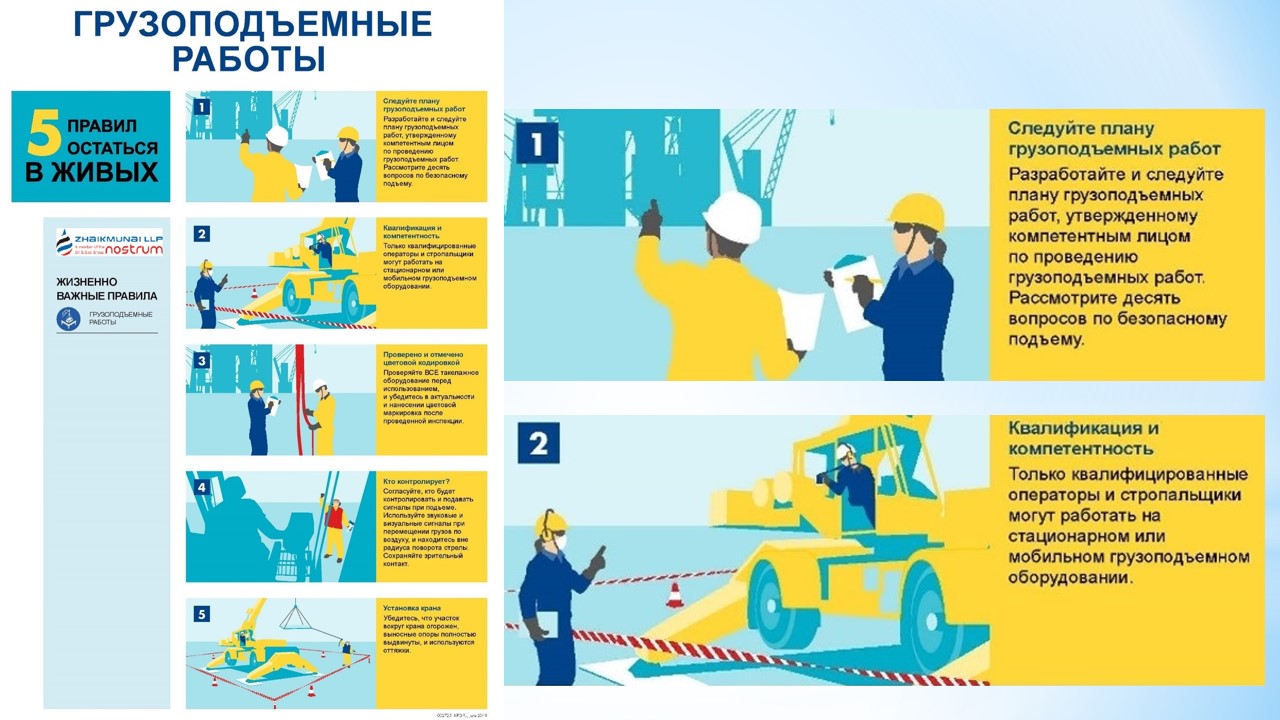 ГРУЗОПОДЪЕМНЫЕ
РАБОТЫ
5 ПРАВИЛ
ОСТАТЬСЯ
В ЖИВЫХ
ZHAIKMUNAI LLP
nostrum
ЖИЗНЕННО
ВАЖНЫЕ ПРАВИЛА
ГРУЗОПОДЪЕМНЫЕ
РАБОТЫ
1
Следуйте плану
грузоподъемных работ
Разработайте и следуйте
плану грузоподъемных
работ, утвержденному
компетентным лицом
по проведению
грузоподъемных работ
Рассмотрите десять
вопросов по безопасному
подъему.
2
Квалификация и
компетентность
Только квалифицированные
операторы и стропальщики
могут работать на
стационарном или
мобильном грузоподъемном
оборудовании.
3
Проверено и отмечено
цветовой кодировкой
Проверяйте ВСЕ такелажное
оборудование перед
использованием,
и убедитесь в актуальности
и нанесении цветовой
маркировка после
проведенной инспекции.
4
Кто контролирует?
Согласуйте, кто будет
контролировать и подавать
сигналы при подъеме.
Используйте звуковые и
визуальные сигналы при
перемещении грузов по
воздуху, и находитесь вне
радиуса поворота стрелы.
Сохраняйте зрительный
контакт.
5
Установка крана
Убедитесь, что участок
вокруг крана огорожен,
выносные опоры полностью
выдвинуты, и используются
оттяжки.
1
Следуйте плану
грузоподъемных работ
Разработайте и следуйте
плану грузоподъемных
работ, утвержденному
компетентным лицом
по проведению
грузоподъемных работ.
Рассмотрите десять
вопросов по безопасному
подъему.
2
Квалификация и
компетентность
Только квалифицированные
операторы и стропальщики
могут работать на
стационарном или
мобильном грузоподъемном
оборудовании.